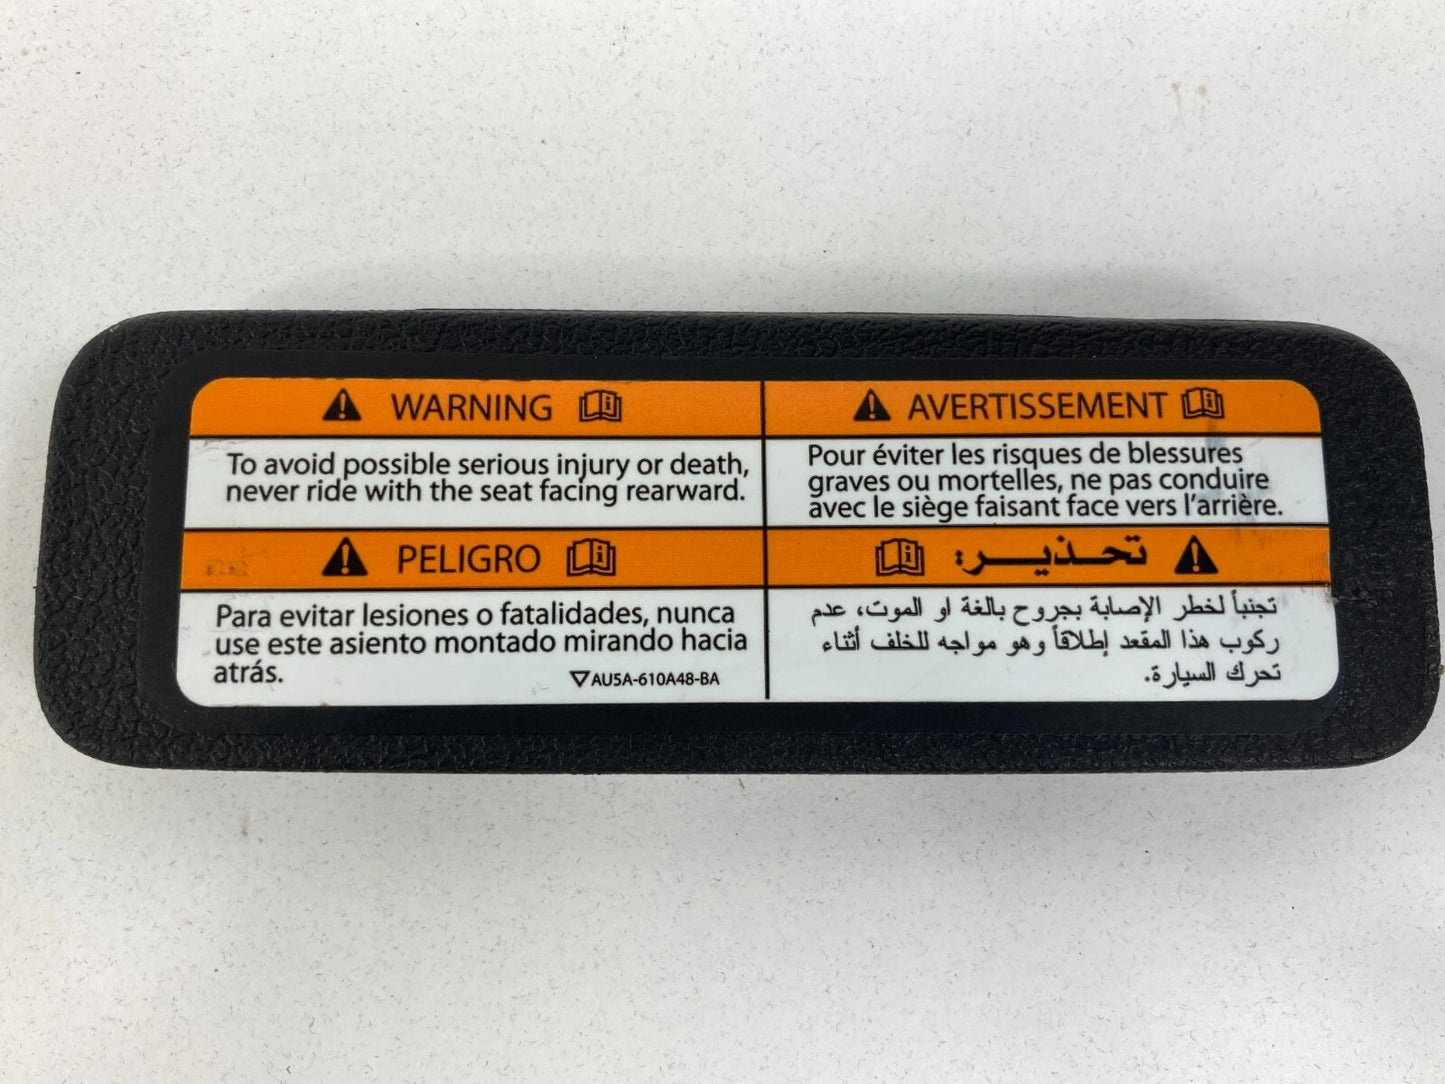 WARNING
To avoid possible serious injury or death,
never ride with the seat facing rearward.
AVERTISSEMENT
Pour éviter les risques de blessures
graves ou mortelles, ne pas conduire
avec le siège faisant face vers l'arrière.
PELIGRO
Para evitar lesiones o fatalidades, nunca
use este asiento montado mirando hacia
atrás.
AU5A-610A48-BA
تحذير:
تجنباً لخطر الإصابة بجروح بالغة او الموت، عدم
ركوب هذا المقعد إطلاقاً وهو مواجه للخلف أثناء
تحرك السيارة.